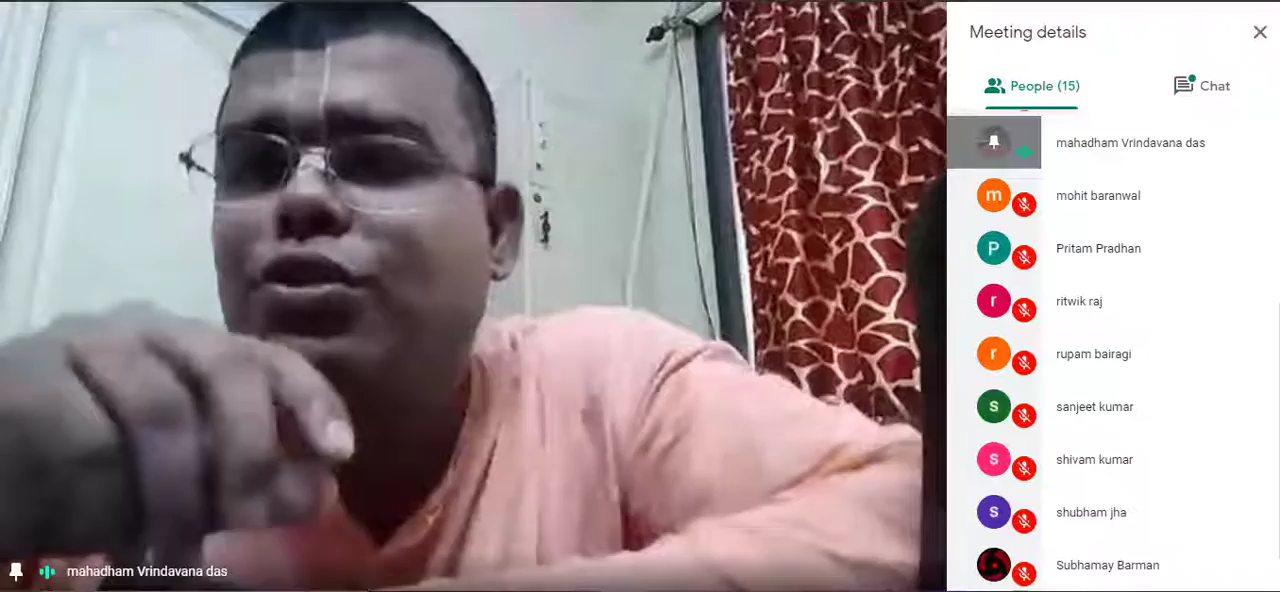 mahadham Vrindavana das
Meeting details
People (15)
Chat
mahadham Vrindavana das
m
mohit baranwal
P
Pritam Pradhan
r
ritwik raj
r
rupam bairagi
s
sanjeet kumar
s
shivam kumar
s
shubham jha
Subhamay Barman